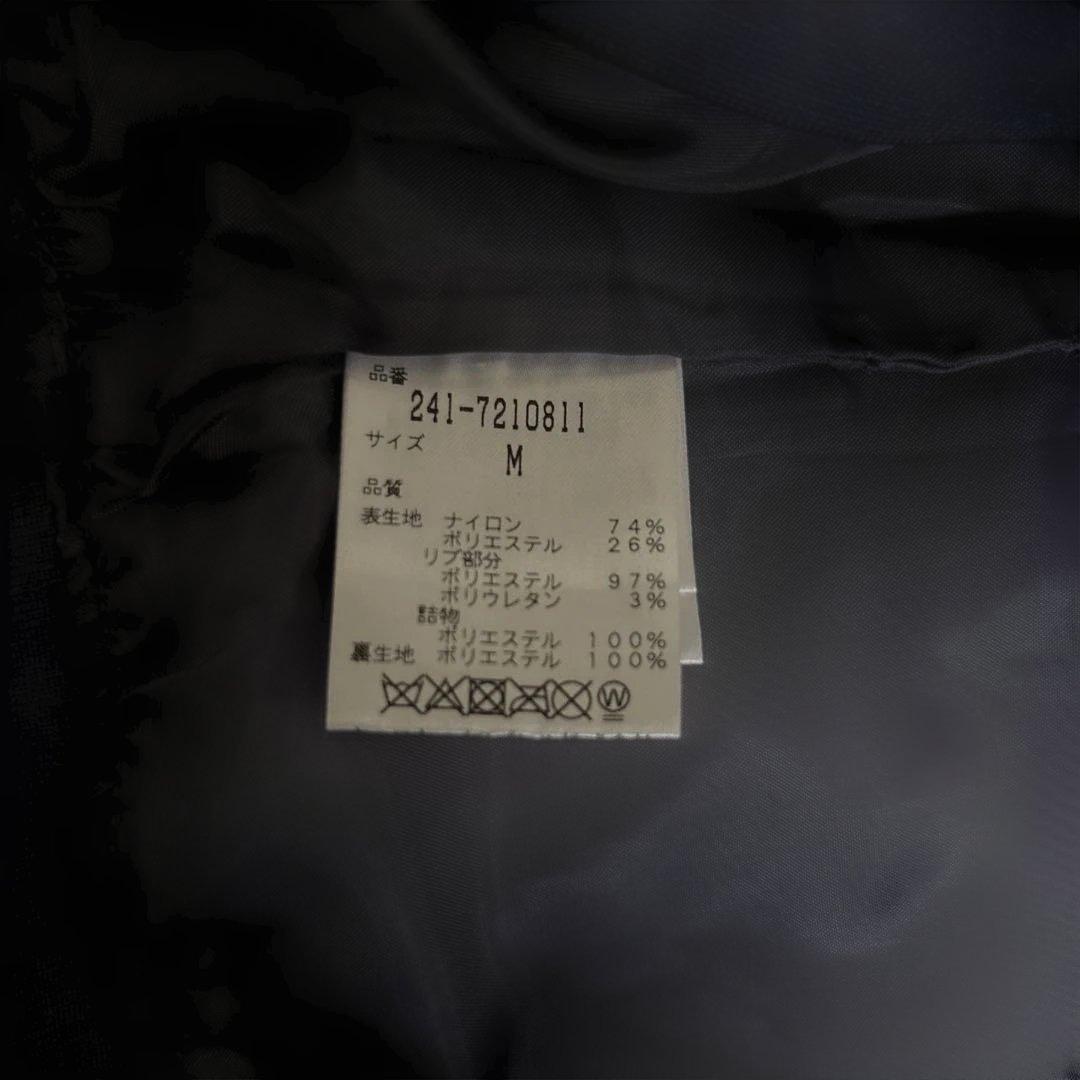 品番
241-7210811
サイズ
M
品質
表生地 ナイロン 74%
ポリエステル 26%
リブ部分
ポリエステル 97%
ポリウレタン 3%
詰物
ポリエステル 100%
裏生地 ポリエステル 100%
W